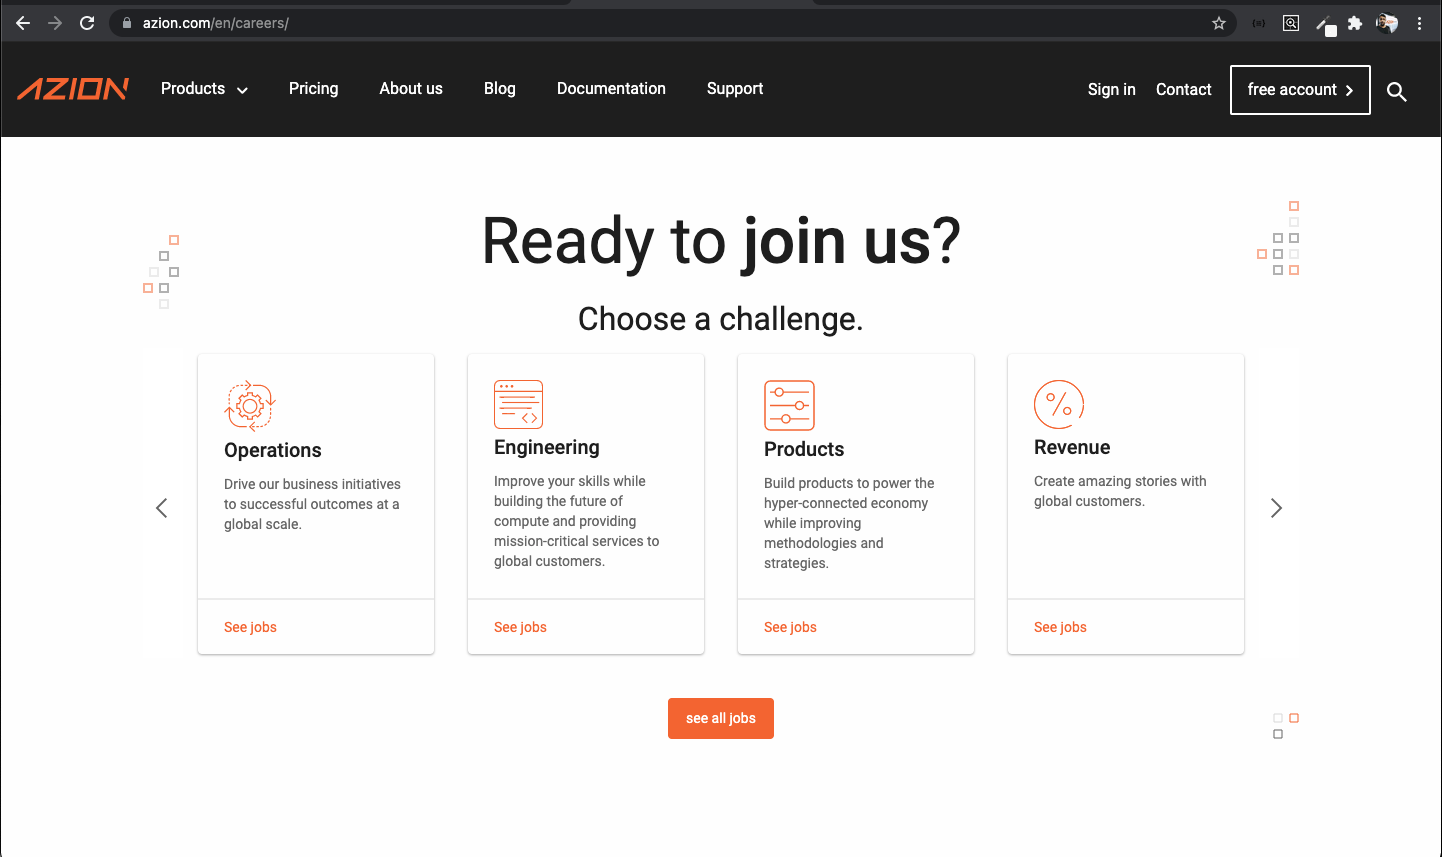 azion.com/en/careers/
AZION
Products
Pricing
About us
Blog
Documentation
Support
Sign in
Contact
free account
Ready to join us?
Choose a challenge.
Operations
Drive our business initiatives
to successful outcomes at a
global scale.
See jobs
Engineering
Improve your skills while
building the future of
compute and providing
mission-critical services to
global customers.
See jobs
Products
Build products to power the
hyper-connected economy
while improving
methodologies and
strategies.
See jobs
Revenue
Create amazing stories with
global customers.
See jobs
see all jobs